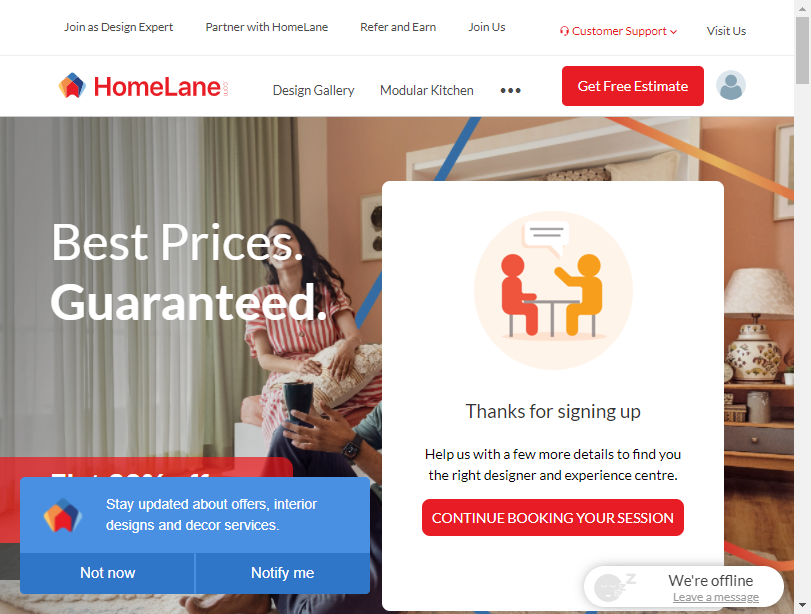 Join as Design Expert
Partner with HomeLane
Refer and Earn
Join Us
Customer Support
Visit Us
HomeLane
Design Gallery
Modular Kitchen
•••
Get Free Estimate
Best Prices.
Guaranteed.
Thanks for signing up
Help us with a few more details to find you
the right designer and experience centre.
CONTINUE BOOKING YOUR SESSION
Stay updated about offers, interior
designs and decor services.
Not now
Notify me
We're offline
Leave a message